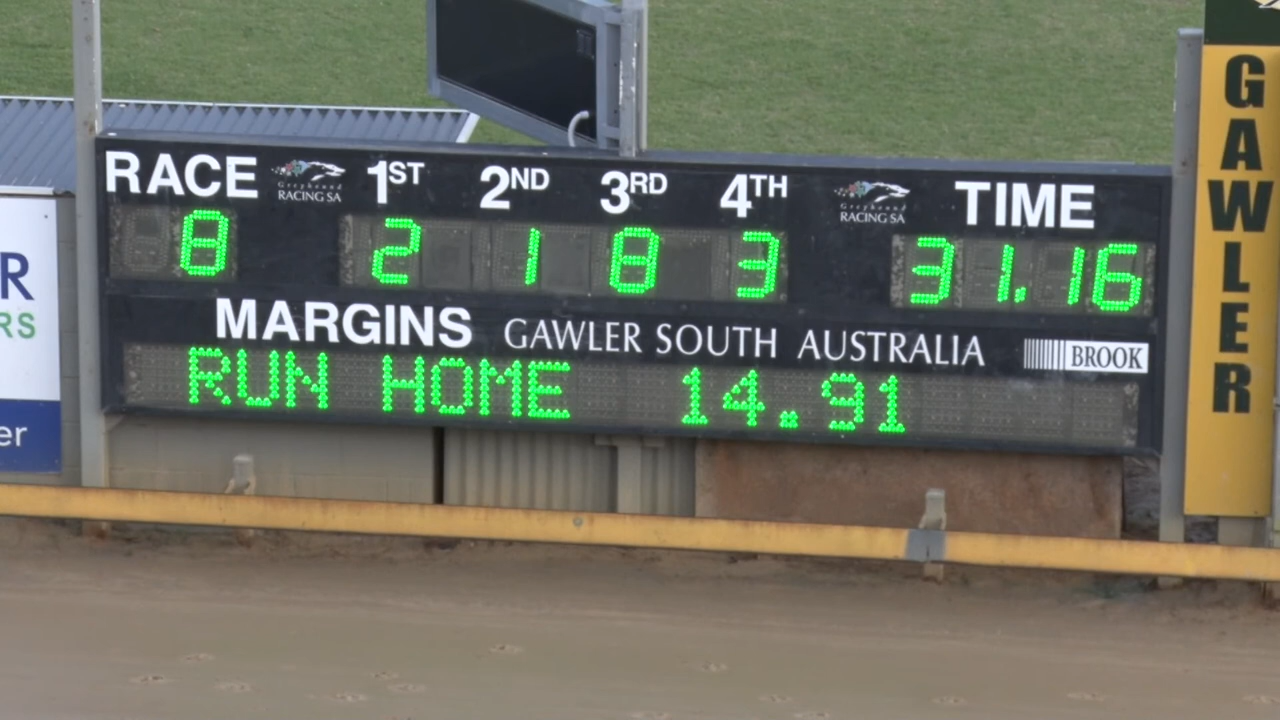 RACE Greyhound RACING SA 1ST 2ND 3RD 4TH Greyhound RACING SA TIME
8 2 1 8 3 31.16
MARGINS GAWLER SOUTH AUSTRALIA BROOK
RUN HOME 14.91
GAWLER
R
RS
er